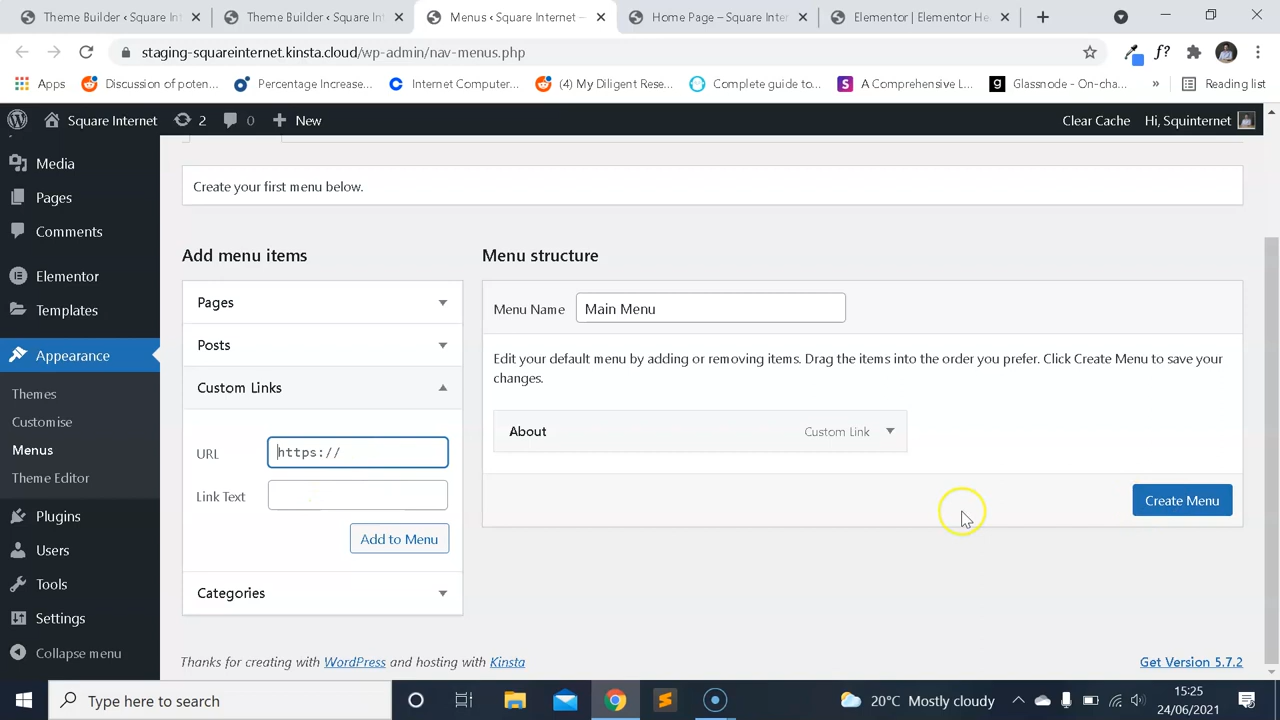 Theme Builder ‹ Square Int
Theme Builder ‹ Square Int
Menus ‹ Square Internet —
Home Page – Square Inter
Elementor | Elementor He
staging-squareinternet.kinsta.cloud/wp-admin/nav-menus.php
f?
Apps
Discussion of poten...
Percentage Increase...
Internet Computer...
(4) My Diligent Rese...
Complete guide to...
S
A Comprehensive L...
g
Glassnode - On-cha...
»
Reading list
Square Internet
2
0
New
Clear Cache
Hi, Squinternet
Media
Pages
Comments
Elementor
Templates
Appearance
Themes
Customise
Menus
Theme Editor
Plugins
Users
Tools
Settings
Collapse menu
Create your first menu below.
Add menu items
Pages
Posts
Custom Links
URL
https://
Link Text
Add to Menu
Categories
Menu structure
Menu Name
Main Menu
Edit your default menu by adding or removing items. Drag the items into the order you prefer. Click Create Menu to save your
changes.
About
Custom Link
Create Menu
Thanks for creating with WordPress and hosting with Kinsta
Get Version 5.7.2
Type here to search
20°C Mostly cloudy
15:25
24/06/2021